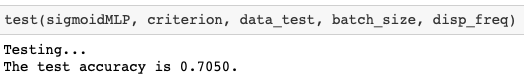 test(sigmoidMLP, criterion, data_test, batch_size, disp_freq)
Testing...
The test accuracy is 0.7050.